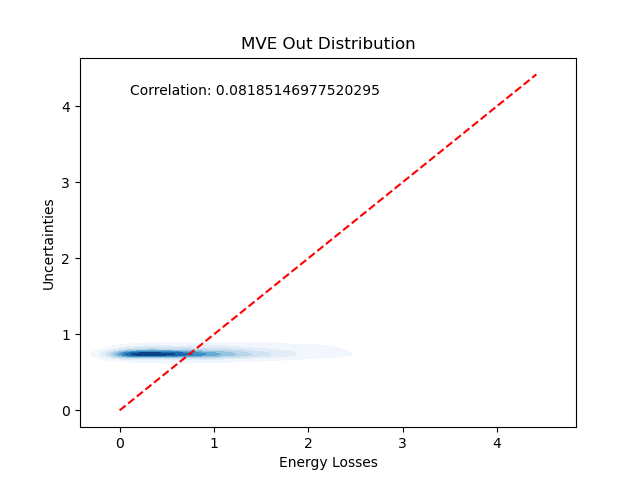 MVE Out Distribution
Correlation: 0.08185146977520295
Uncertainties
4
3
2
1
0
0 1 2 3 4
Energy Losses